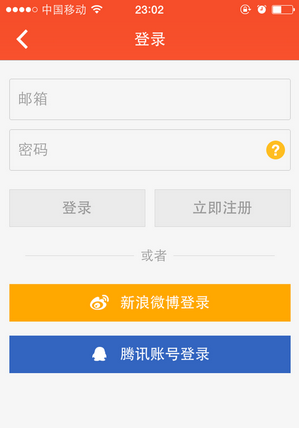 中国移动 23:02
登录
邮箱
密码 ?
登录 立即注册
或者
新浪微博登录
腾讯账号登录